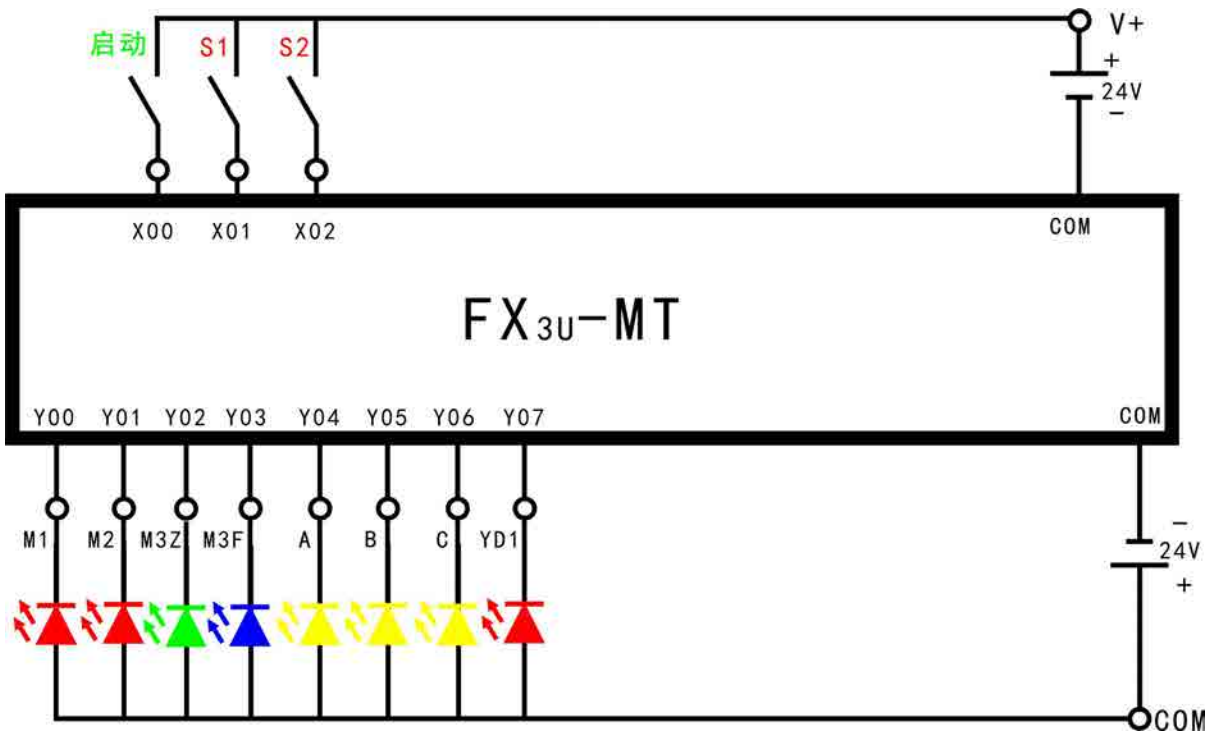 V+
启动 S1 S2
+
24V
-
X00 X01 X02 COM
FX3U-MT
Y00 Y01 Y02 Y03 Y04 Y05 Y06 Y07 COM
M1 M2 M3Z M3F A B C YD1
-
24V
+
COM